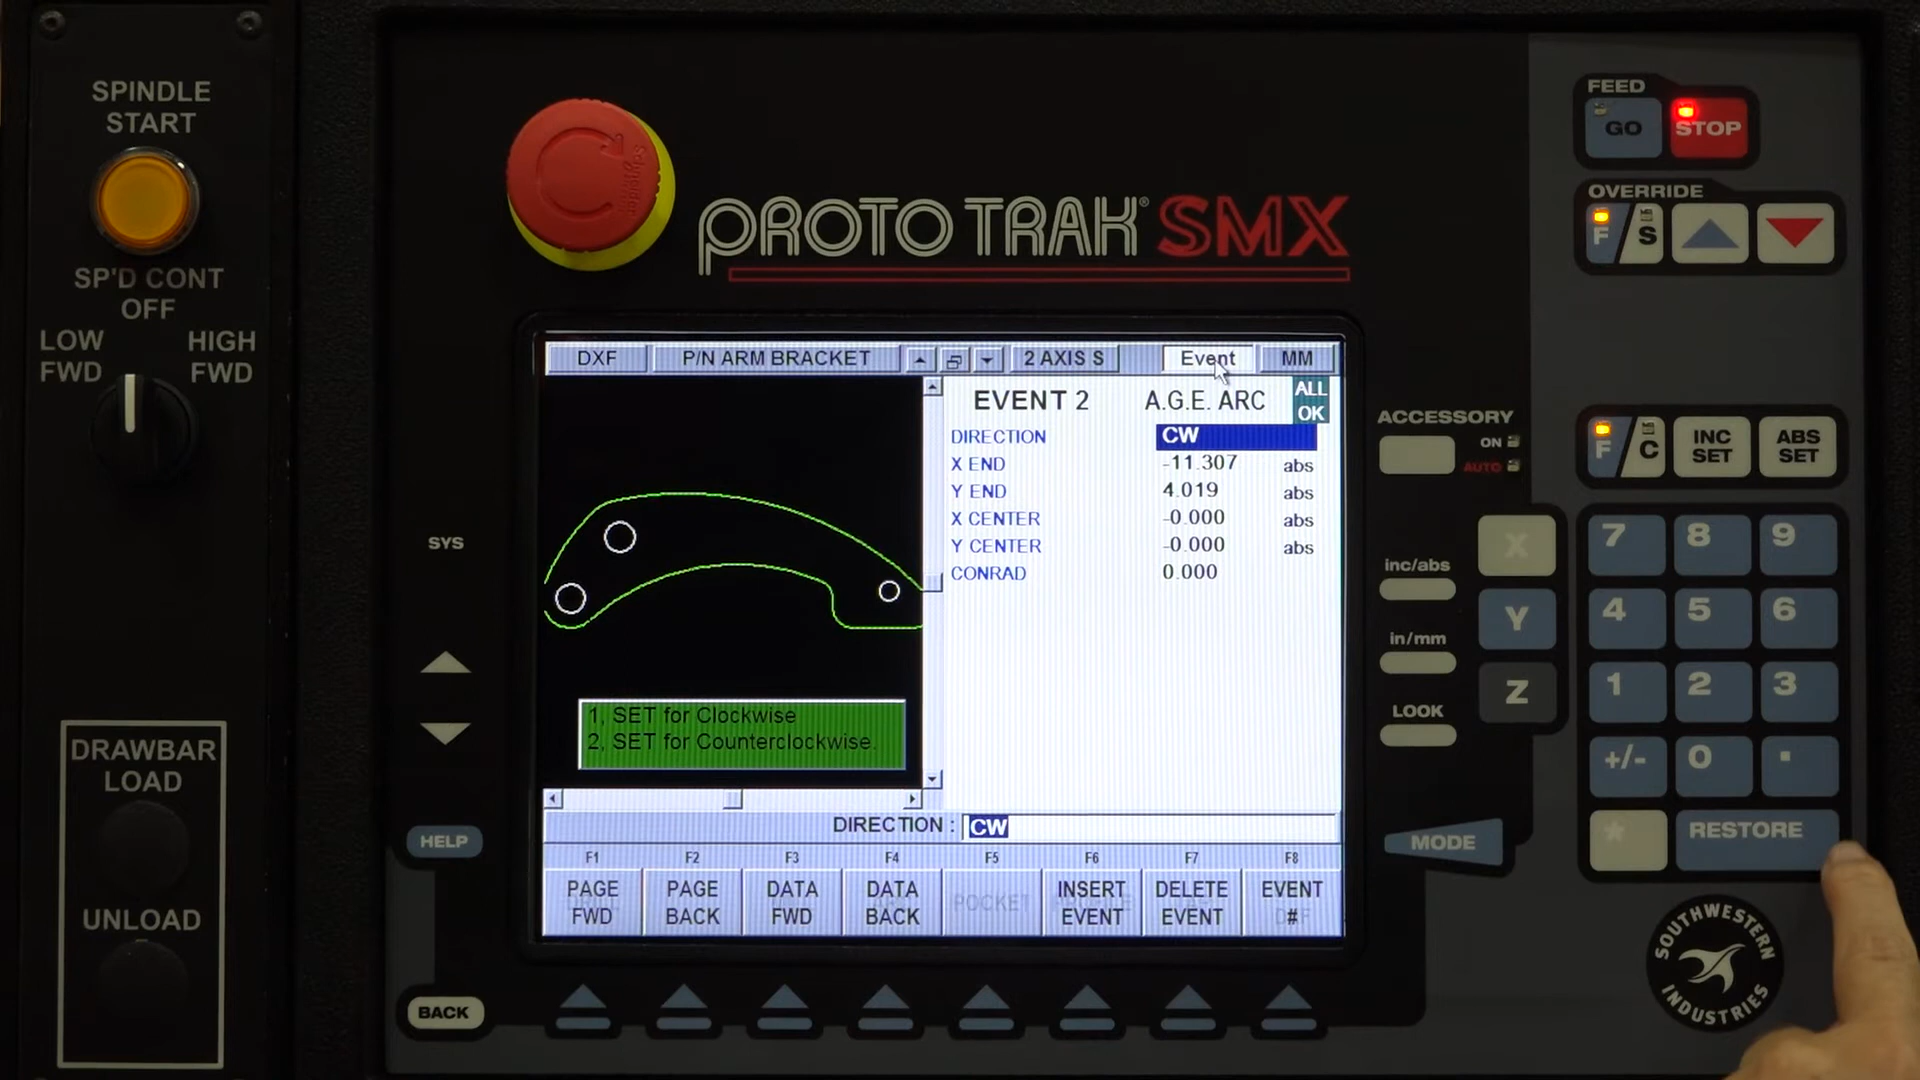 SPINDLE
START
SP'D CONT
OFF
LOW
FWD
HIGH
FWD
DRAWBAR
LOAD
UNLOAD
PROTO TRAK® SMX
SYS
HELP
BACK
DXF
P/N ARM BRACKET
2 AXIS S
Event
MM
EVENT 2
A.G.E. ARC
ALL
OK
DIRECTION CW
X END -11.307 abs
Y END 4.019 abs
X CENTER -0.000 abs
Y CENTER -0.000 abs
CONRAD 0.000
1, SET for Clockwise
2, SET for Counterclockwise.
DIRECTION : CW
F1 F2 F3 F4 F5 F6 F7 F8
PAGE
FWD
PAGE
BACK
DATA
FWD
DATA
BACK
POCKET
INSERT
EVENT
DELETE
EVENT
EVENT
#
FEED
GO
STOP
OVERRIDE
F/S
ACCESSORY
ON
AUTO
F/C
INC
SET
ABS
SET
inc/abs
in/mm
LOOK
MODE
X
Y
Z
7 8 9
4 5 6
1 2 3
+/- 0 .
*
RESTORE
SOUTHWESTERN
INDUSTRIES